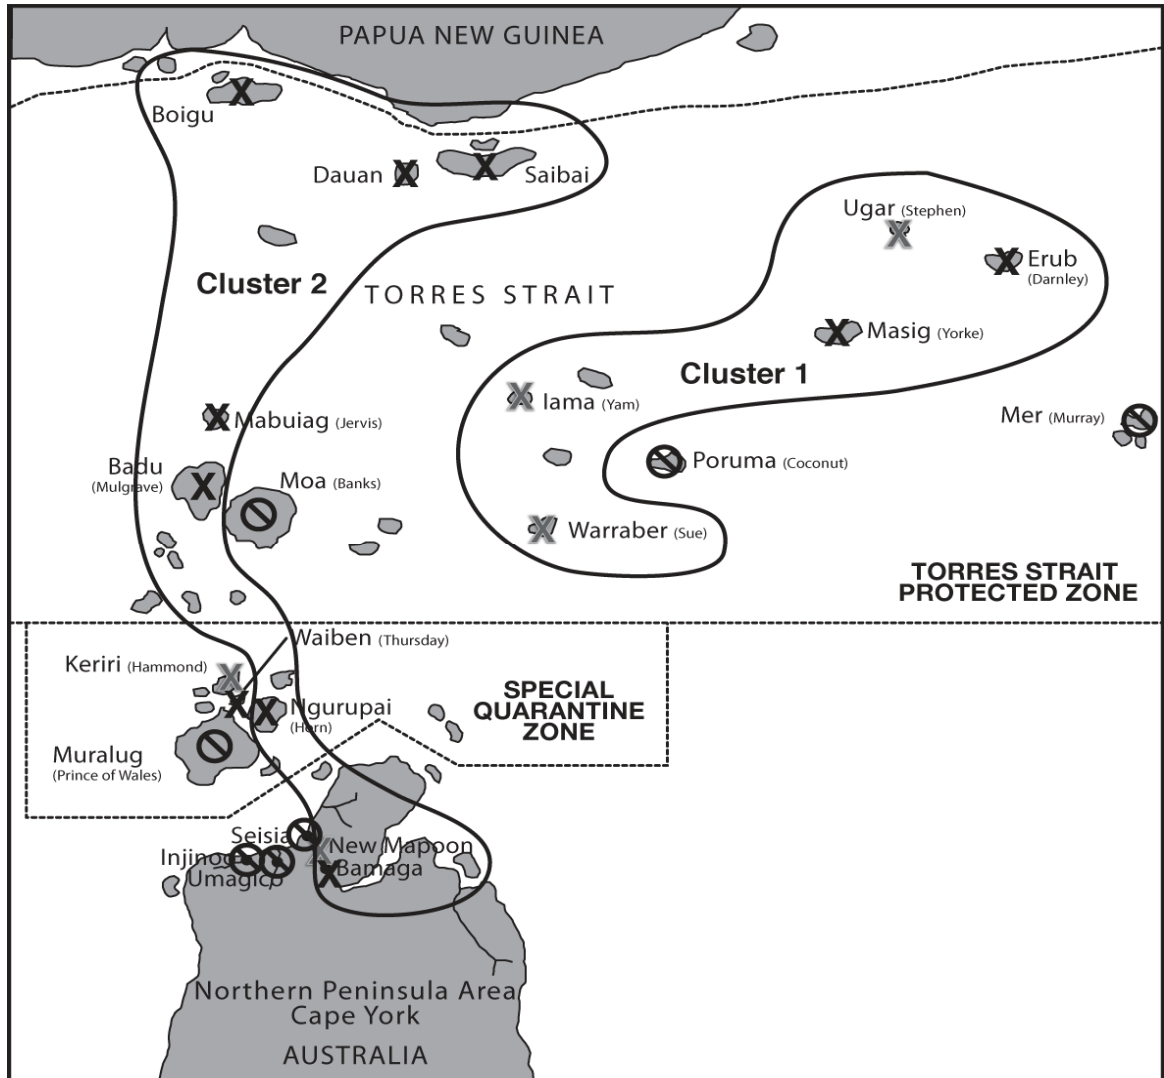 PAPUA NEW GUINEA
Boigu
Dauan
Saibai
Ugar (Stephen)
Erub
(Darnley)
Cluster 2
TORRES STRAIT
Masig (Yorke)
Cluster 1
Iama (Yam)
Mabuiag (Jervis)
Mer (Murray)
Badu
(Mulgrave)
Moa (Banks)
Poruma (Coconut)
Warraber (Sue)
TORRES STRAIT
PROTECTED ZONE
Waiben (Thursday)
Keriri (Hammond)
SPECIAL
QUARANTINE
ZONE
Ngurupai
(Horn)
Muralug
(Prince of Wales)
Seisia
New Mapoon
Injinoo
Bamaga
Umagico
Northern Peninsula Area
Cape York
AUSTRALIA